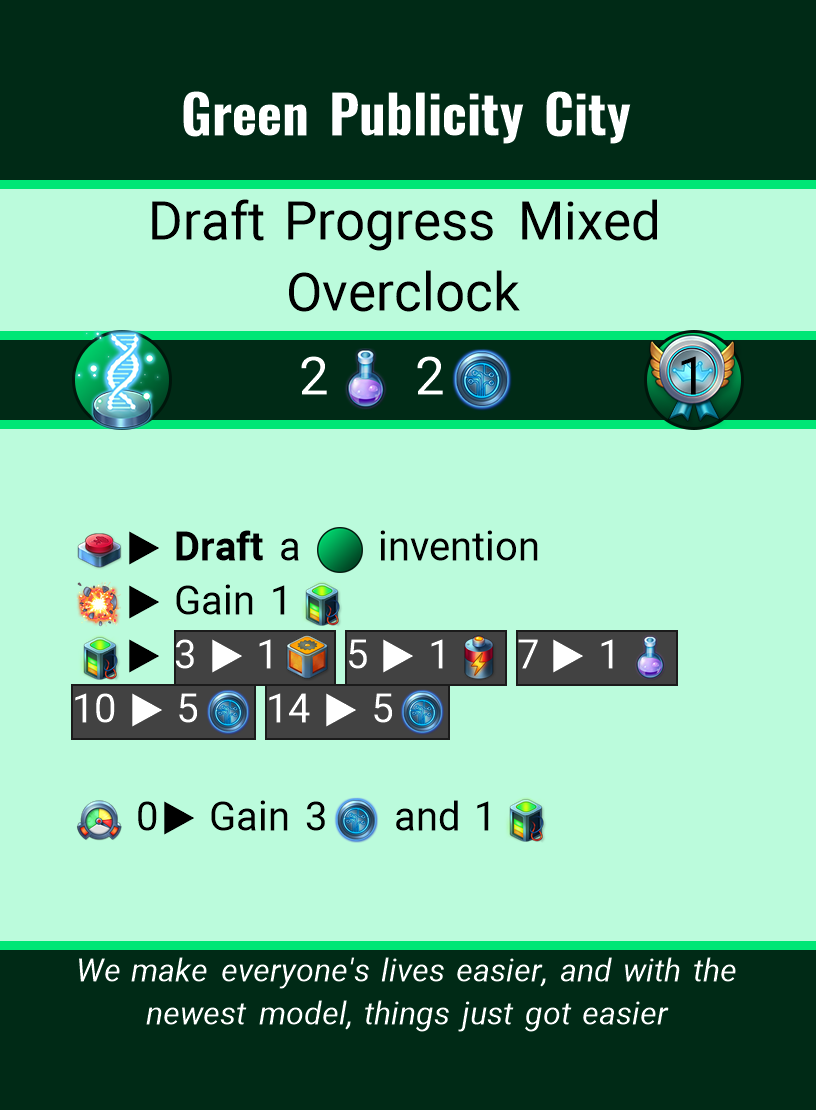 Green Publicity City
Draft Progress Mixed
Overclock
2 2 1
Draft a invention
Gain 1
3 ▶ 1 5 ▶ 1 7 ▶ 1
10 ▶ 5 14 ▶ 5
0▶ Gain 3 and 1
We make everyone's lives easier, and with the
newest model, things just got easier